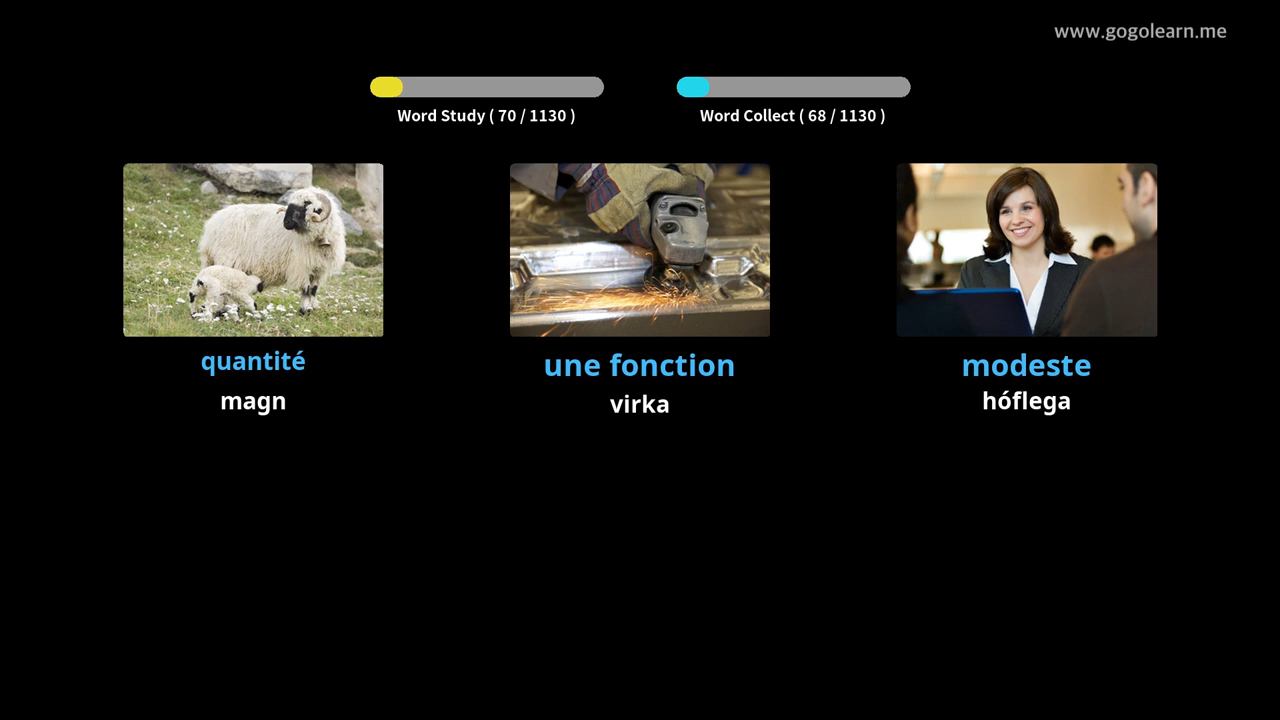 www.gogolearn.me
Word Study ( 70 / 1130 )
Word Collect ( 68 / 1130 )
quantité
magn
une fonction
virka
modeste
hóflega